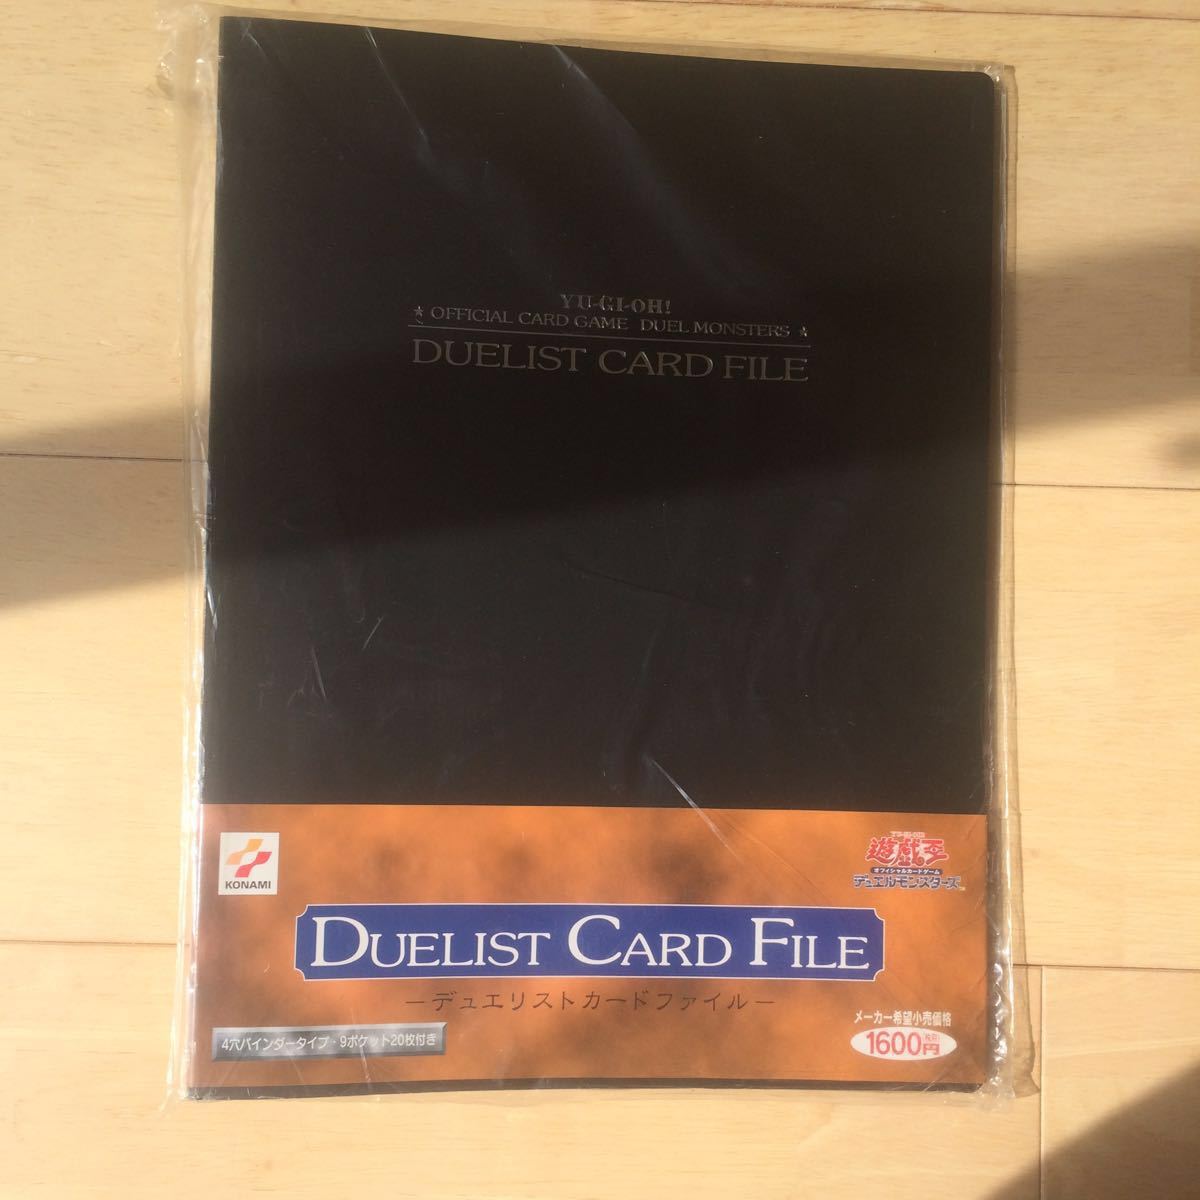 YU-GI-OH!
★ OFFICIAL CARD GAME DUEL MONSTERS ★
DUELIST CARD FILE
KONAMI
YU-GI-OH!
遊戯王
オフィシャルカードゲーム
デュエルモンスターズ
DUELIST CARD FILE
ーデュエリストカードファイルー
4穴バインダータイプ・9ポケット20枚付き
メーカー希望小売価格
1600円